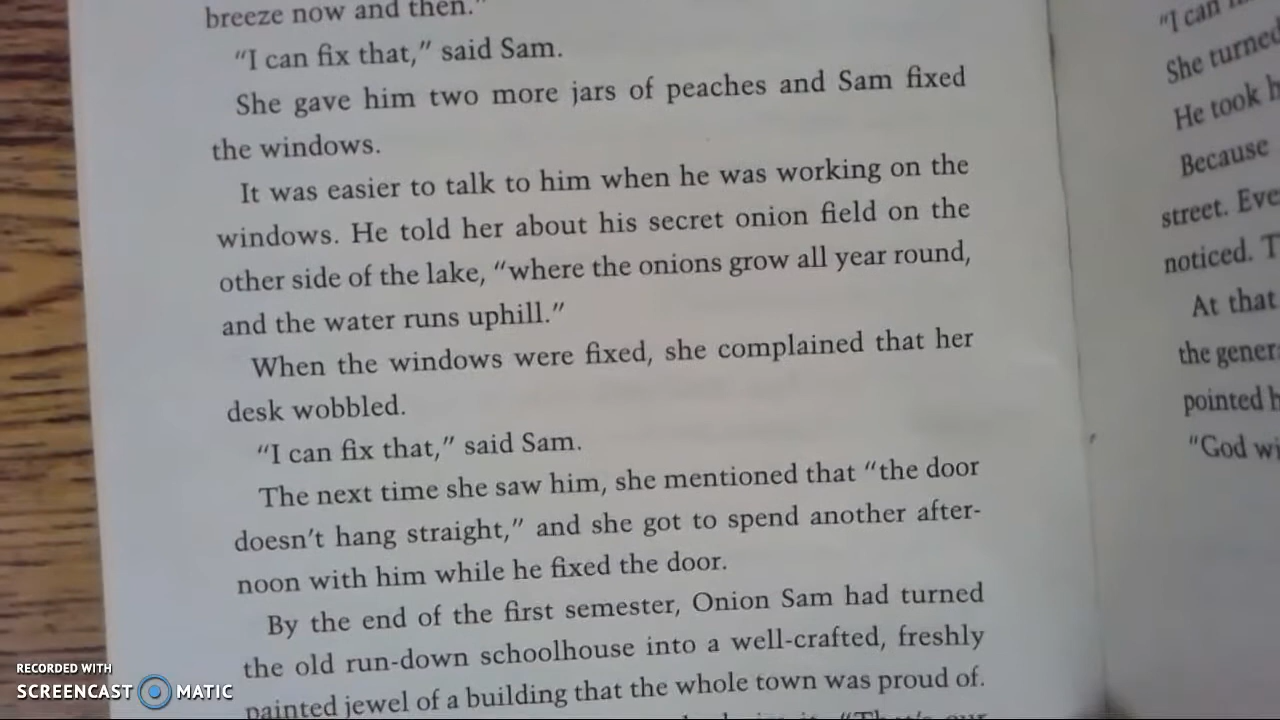 breeze now and then."
"I can fix that," said Sam.
She gave him two more jars of peaches and Sam fixed
the windows.
It was easier to talk to him when he was working on the
windows. He told her about his secret onion field on the
other side of the lake, "where the onions grow all year round,
and the water runs uphill."
When the windows were fixed, she complained that her
desk wobbled.
"I can fix that," said Sam.
The next time she saw him, she mentioned that "the door
doesn't hang straight," and she got to spend another after-
noon with him while he fixed the door.
By the end of the first semester, Onion Sam had turned
the old run-down schoolhouse into a well-crafted, freshly
painted jewel of a building that the whole town was proud of.
"I can
She turned
He took
Because
street.
noticed.
At that
the
pointed
"God
RECORDED WITH
SCREENCAST MATIC